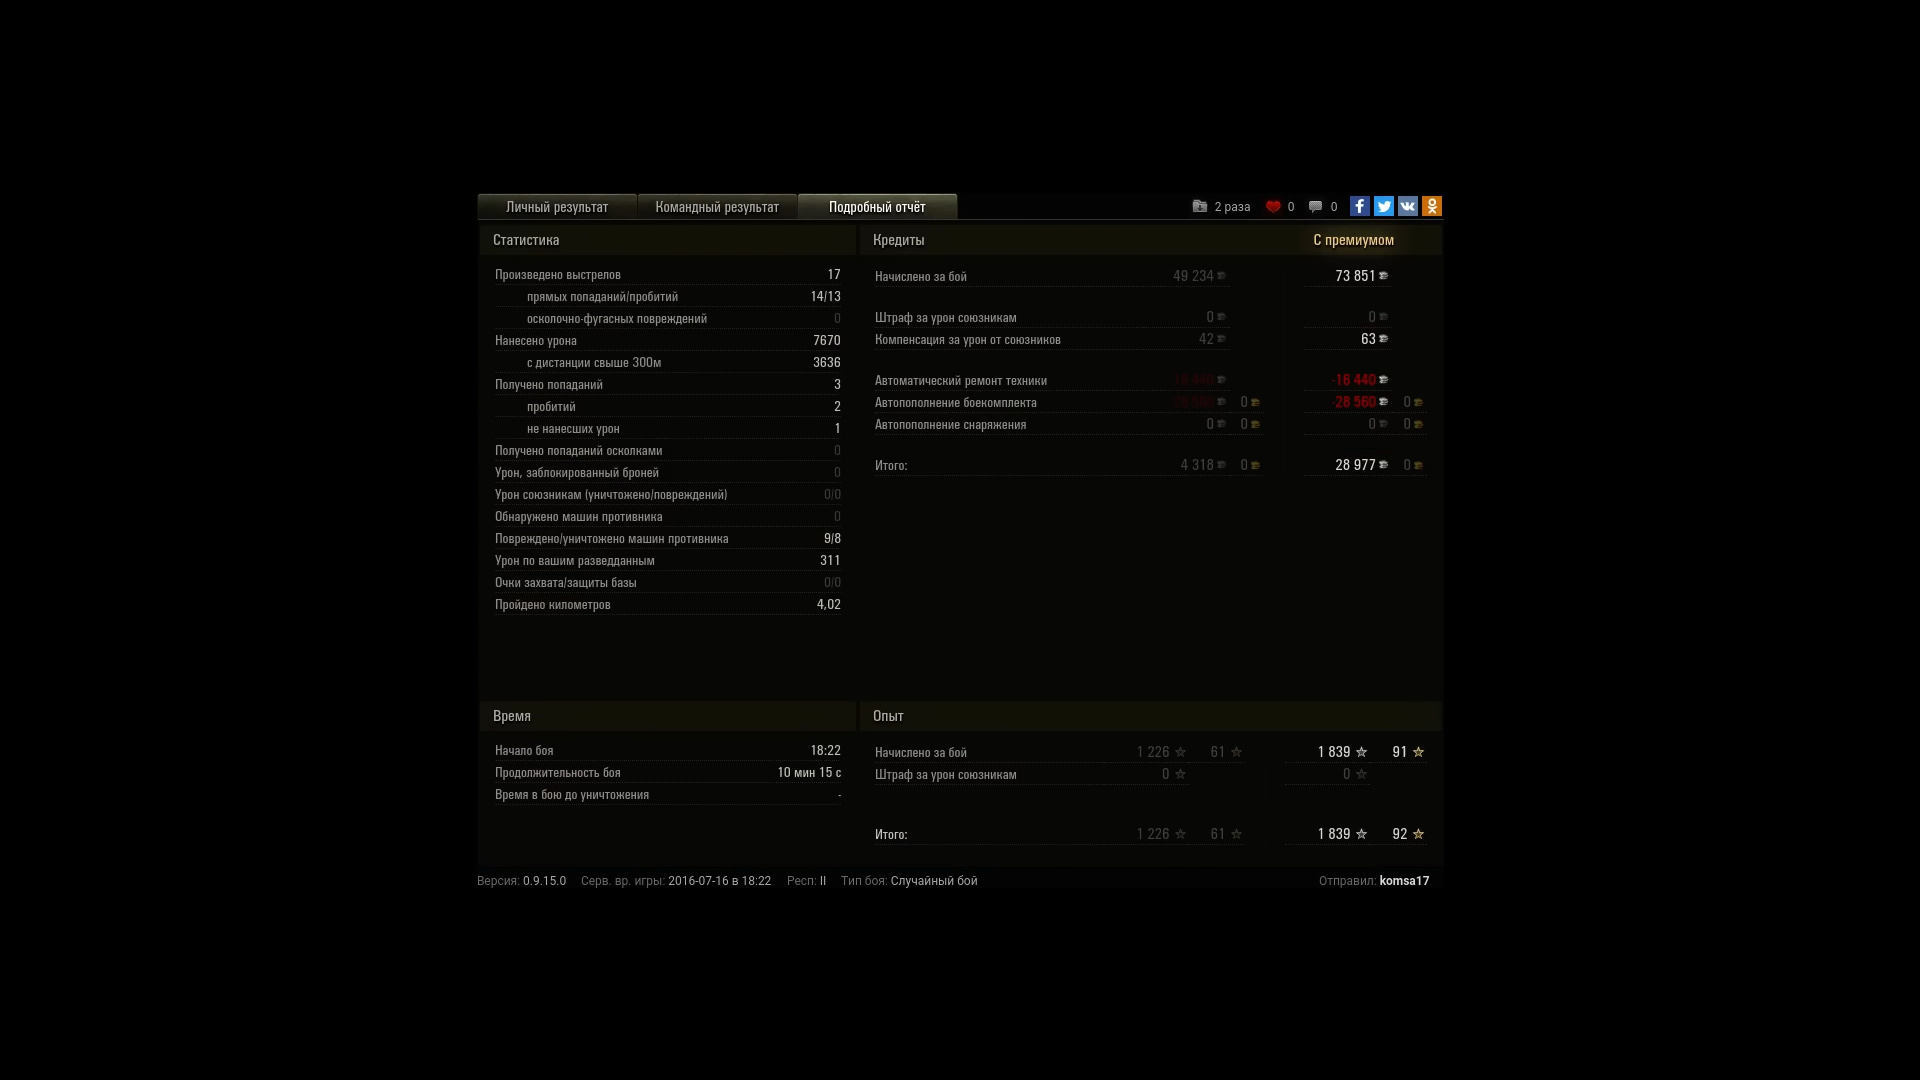 Личный результат Командный результат Подробный отчёт 2 раза 0 0
Статистика
Произведено выстрелов 17
прямых попаданий/пробитий 14/13
осколочно-фугасных повреждений 0
Нанесено урона 7670
с дистанции свыше 300м 3636
Получено попаданий 3
пробитий 2
не нанесших урон 1
Получено попаданий осколками 0
Урон, заблокированный броней 0
Урон союзникам (уничтожено/повреждений) 0/0
Обнаружено машин противника 0
Повреждено/уничтожено машин противника 9/8
Урон по вашим разведданным 311
Очки захвата/защиты базы 0/0
Пройдено километров 4,02
Кредиты С премиумом
Начислено за бой 49 234 73 851
Штраф за урон союзникам 0 0
Компенсация за урон от союзников 42 63
Автоматический ремонт техники -16 440
Автопополнение боекомплекта 0 -28 560 0
Автопополнение снаряжения 0 0 0 0
Итого: 4 318 0 28 977 0
Время
Начало боя 18:22
Продолжительность боя 10 мин 15 с
Время в бою до уничтожения -
Опыт
Начислено за бой 1 226 61 1 839 91
Штраф за урон союзникам 0 0
Итого: 1 226 61 1 839 92
Версия: 0.9.15.0 Серв. вр. игры: 2016-07-16 в 18:22 Респ: II Тип боя: Случайный бой Отправил: komsa17